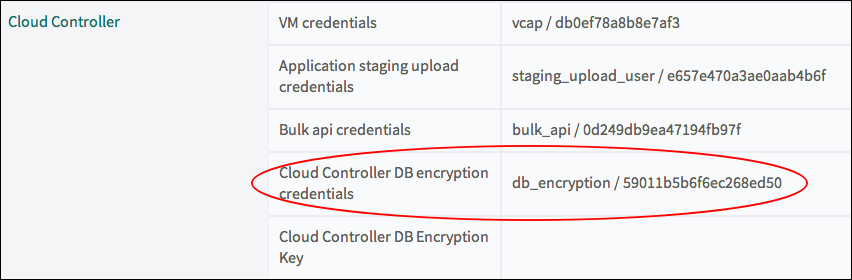 Cloud Controller
VM credentials
vcap / db0ef78a8b8e7af3
Application staging upload
credentials
staging_upload_user / e657e470a3ae0aab4b6f
Bulk api credentials
bulk_api / 0d249db9ea47194fb97f
Cloud Controller DB encryption
credentials
db_encryption / 59011b5b6f6ec268ed50
Cloud Controller DB Encryption
Key